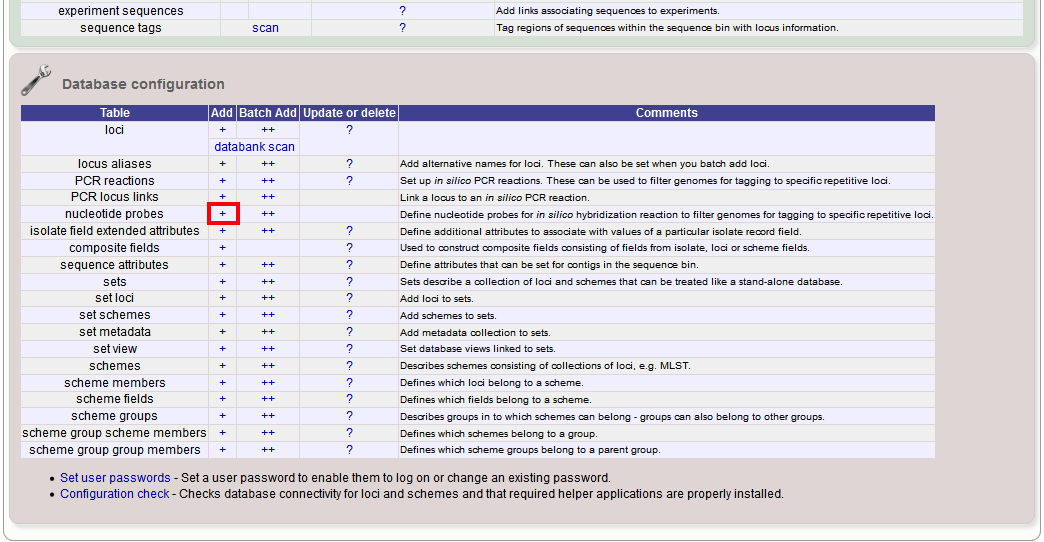 experiment sequences ? Add links associating sequences to experiments.
sequence tags scan ? Tag regions of sequences within the sequence bin with locus information.
Database configuration
Table Add Batch Add Update or delete Comments
loci + ++ ?
databank scan
locus aliases + ++ ? Add alternative names for loci. These can also be set when you batch add loci.
PCR reactions + ++ ? Set up in silico PCR reactions. These can be used to filter genomes for tagging to specific repetitive loci.
PCR locus links + ++ Link a locus to an in silico PCR reaction.
nucleotide probes + ++ Define nucleotide probes for in silico hybridization reaction to filter genomes for tagging to specific repetitive loci.
isolate field extended attributes + ++ ? Define additional attributes to associate with values of a particular isolate record field.
composite fields + ? Used to construct composite fields consisting of fields from isolate, loci or scheme fields.
sequence attributes + ++ ? Define attributes that can be set for contigs in the sequence bin.
sets + ++ ? Sets describe a collection of loci and schemes that can be treated like a stand-alone database.
set loci + ++ ? Add loci to sets.
set schemes + ++ ? Add schemes to sets.
set metadata + ++ ? Add metadata collection to sets.
set view + ++ ? Set database views linked to sets.
schemes + ++ ? Describes schemes consisting of collections of loci, e.g. MLST.
scheme members + ++ ? Defines which loci belong to a scheme.
scheme fields + ++ ? Defines which fields belong to a scheme.
scheme groups + ++ ? Describes groups in to which schemes can belong - groups can also belong to other groups.
scheme group scheme members + ++ ? Defines which schemes belong to a group.
scheme group group members + ++ ? Defines which scheme groups belong to a parent group.
• Set user passwords - Set a user password to enable them to log on or change an existing password.
• Configuration check - Checks database connectivity for loci and schemes and that required helper applications are properly installed.